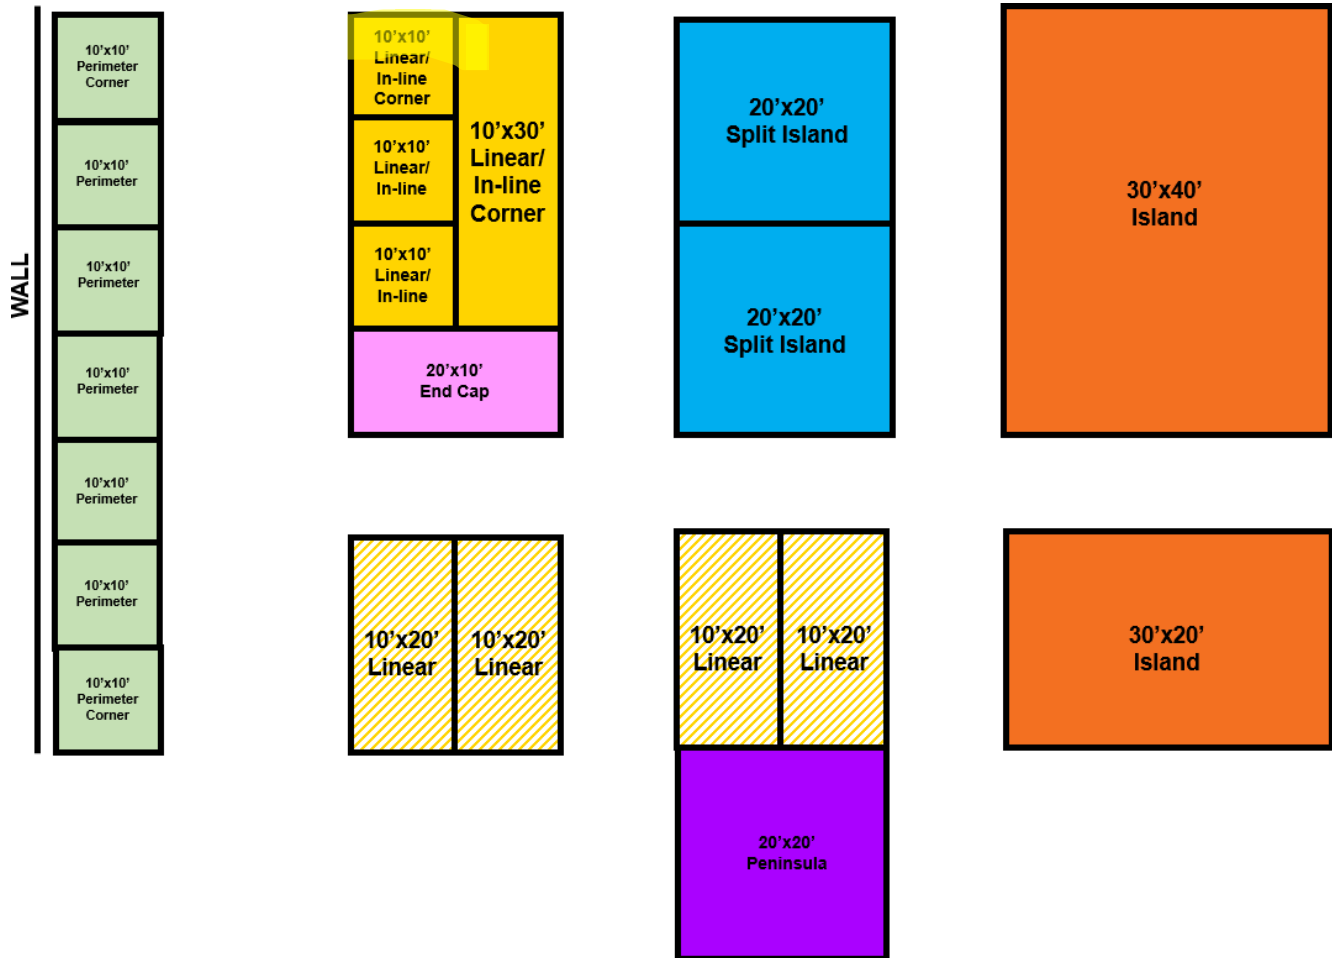 WALL
10’x10’
Perimeter
Corner
10’x10’
Perimeter
10’x10’
Perimeter
10’x10’
Perimeter
10’x10’
Perimeter
10’x10’
Perimeter
10’x10’
Perimeter
Corner
10’x10’
Linear/
In-line
Corner
10’x10’
Linear/
In-line
10’x10’
Linear/
In-line
10’x30’
Linear/
In-line
Corner
20’x10’
End Cap
10’x20’
Linear
10’x20’
Linear
20’x20’
Split Island
20’x20’
Split Island
10’x20’
Linear
10’x20’
Linear
20’x20’
Peninsula
30’x40’
Island
30’x20’
Island